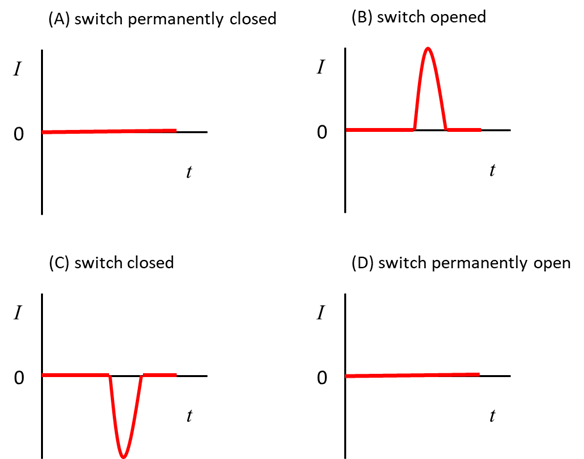 (A) switch permanently closed
I
0
t
(B) switch opened
I
0
t
(C) switch closed
I
0
t
(D) switch permanently open
I
0
t